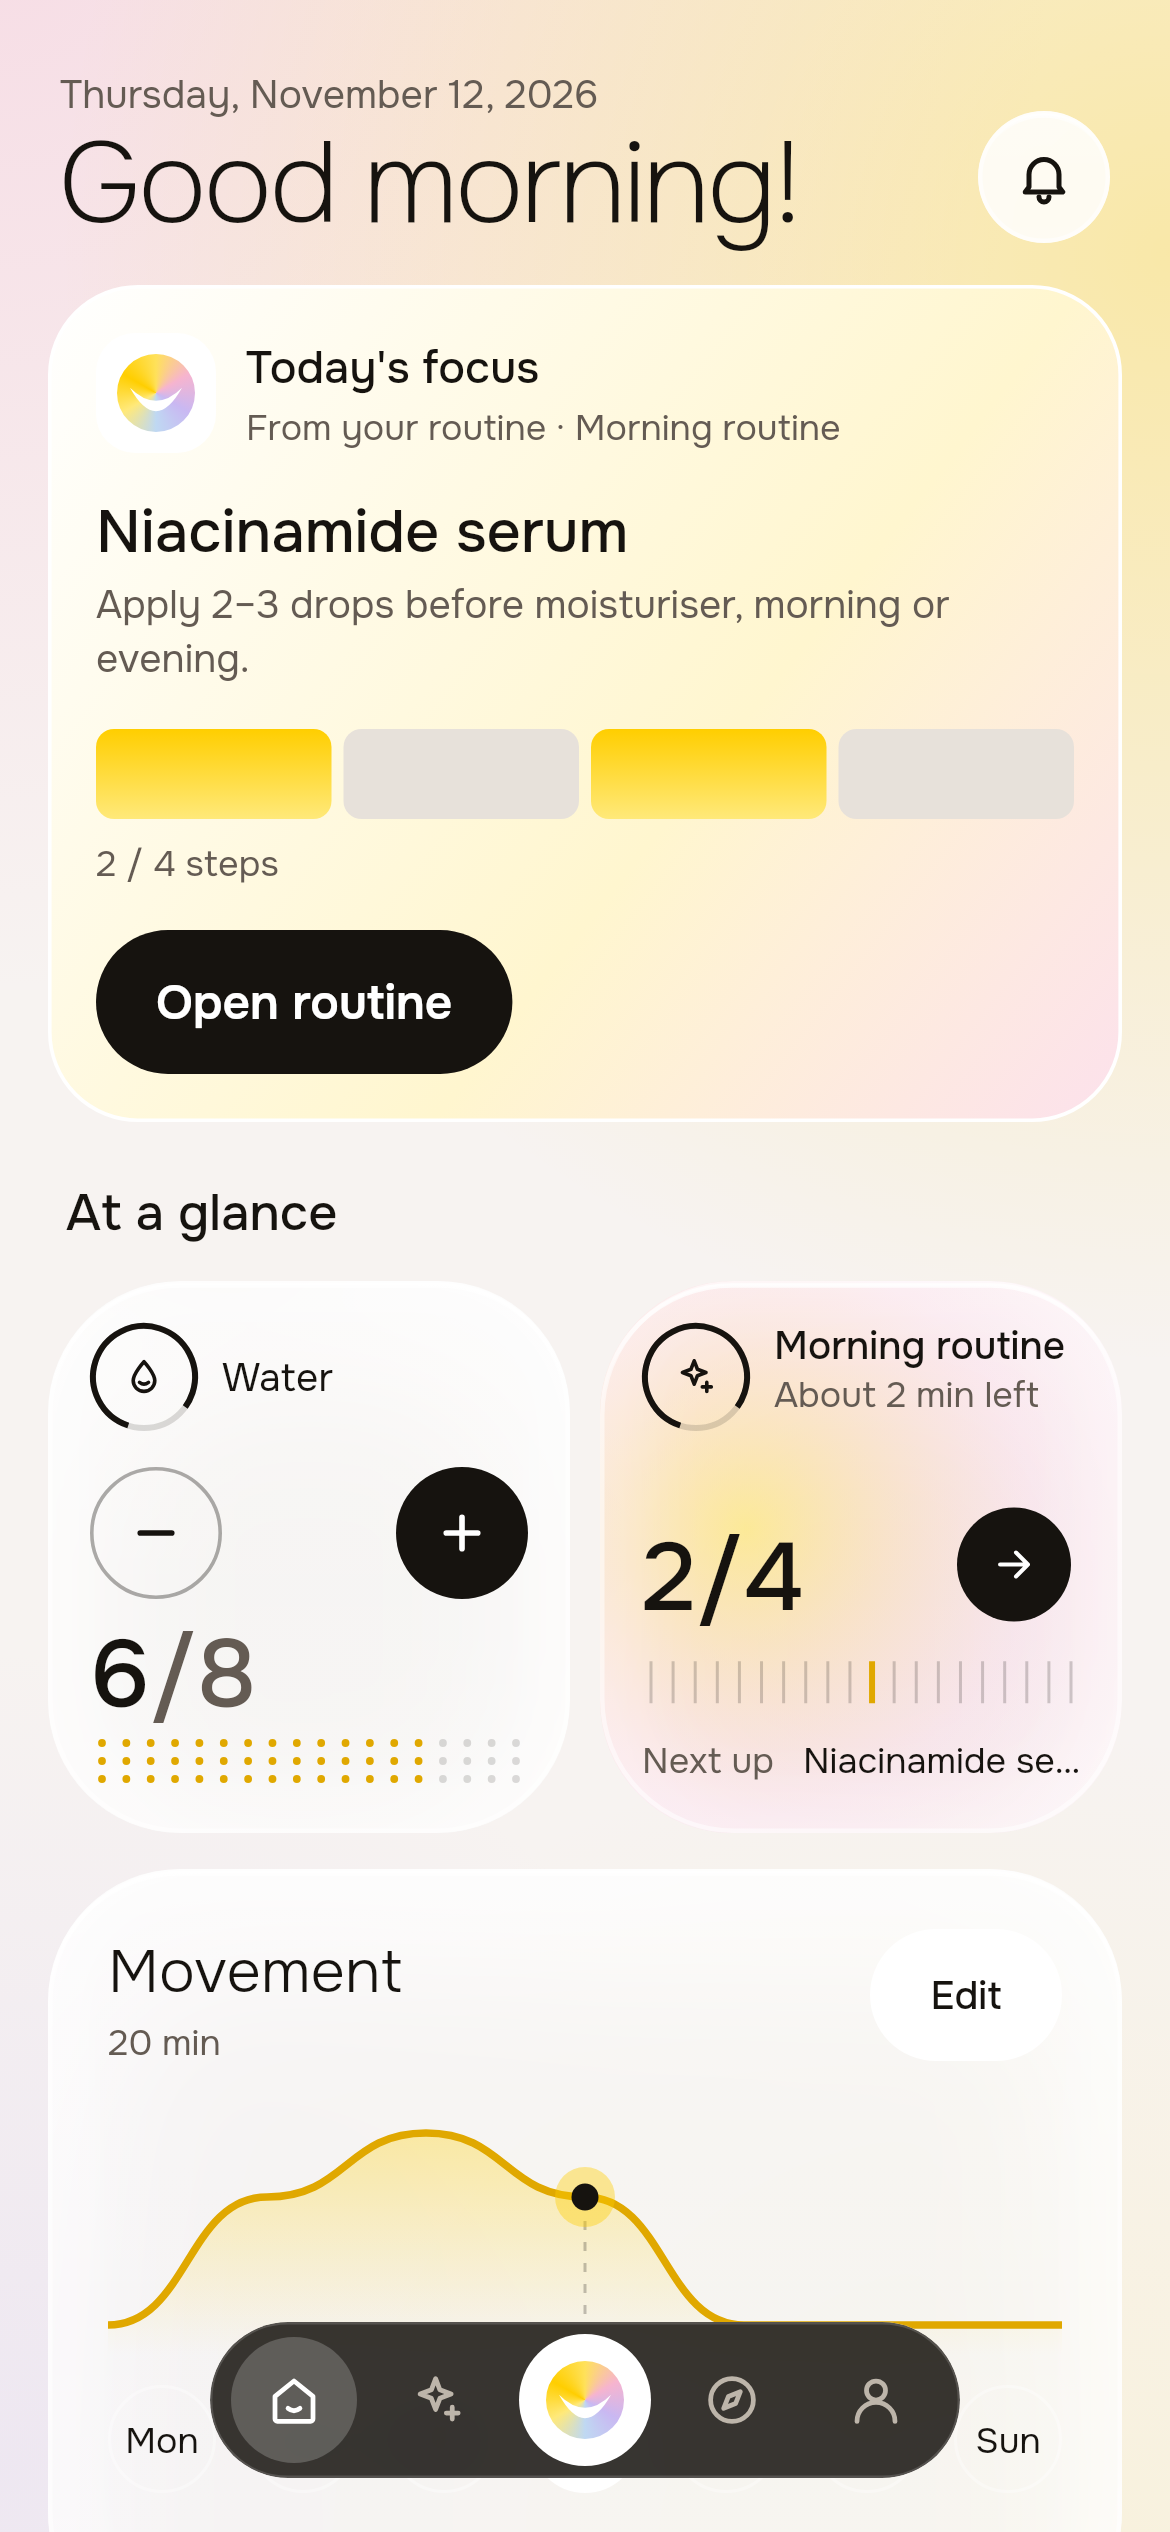 Thursday, November 12, 2026
Good morning!
Today's focus
From your routine · Morning routine
Niacinamide serum
Apply 2–3 drops before moisturiser, morning or
evening.
2 / 4 steps
Open routine
At a glance
Water
6/8
Morning routine
About 2 min left
2/4
Next up Niacinamide se...
Movement
20 min
Edit
Mon
Sun